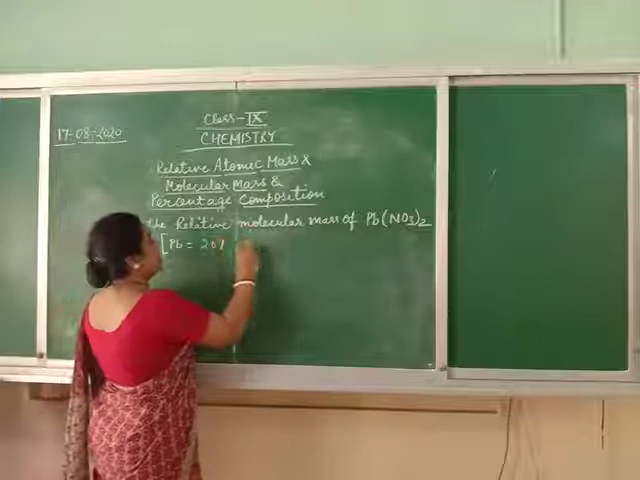 Class-IX
17-08-2020
CHEMISTRY
Relative Atomic Mass &
Molecular Mass &
Percentage Composition
the Relative molecular mass of Pb(NO3)2
[Pb = 207